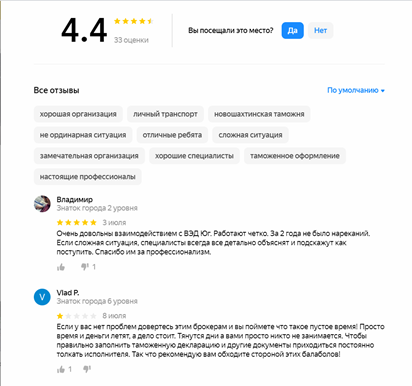 4.4
33 оценки
Вы посещали это место? Да Нет
Все отзывы По умолчанию
хорошая организация личный транспорт новошахтинская таможня
не ординарная ситуация отличные ребята сложная ситуация
замечательная организация хорошие специалисты таможенное оформление
настоящие профессионалы
Владимир
Знаток города 2 уровня
3 июля
Очень довольны взаимодействием с ВЭД Юг. Работают четко. За 2 года не было нареканий.
Если сложная ситуация, специалисты всегда все детально объяснят и подскажут как
поступить. Спасибо им за профессионализм.
1
V
Vlad P.
Знаток города 6 уровня
8 июля
Если у вас нет проблем довертесь этим брокерам и вы поймете что такое пустое время! Просто
время и деньги летят, а дело стоит. Тянутся дни а вами просто никто не занимается. Чтобы
правильно заполнить таможенную декларацию и другие документы приходиться постоянно
толкать исполнителя. Так что рекомендую вам обходите стороной этих балаболов!
1